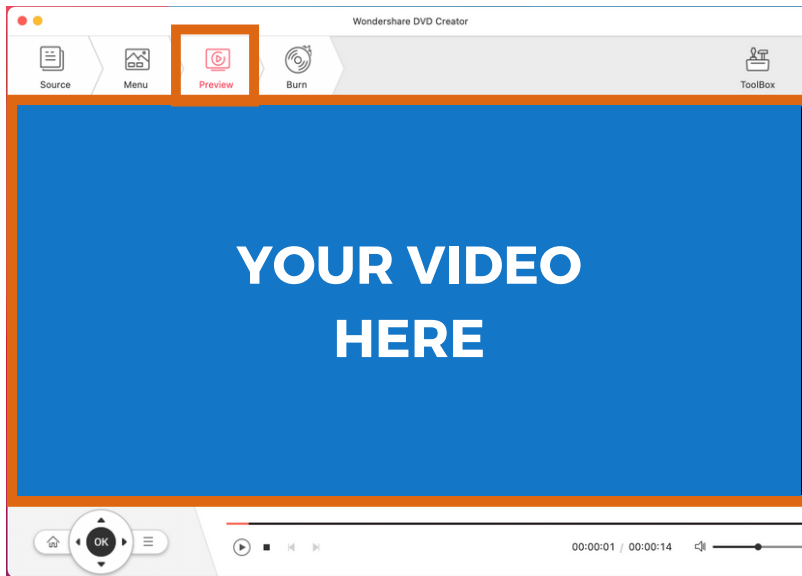 Wondershare DVD Creator
Source
Menu
Preview
Burn
ToolBox
YOUR VIDEO
HERE
OK
00:00:01 / 00:00:14